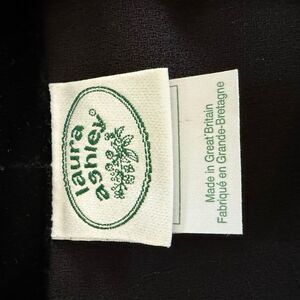 laura
ashley®
Made in Great Britain
Fabriqué en Grande-Bretagne